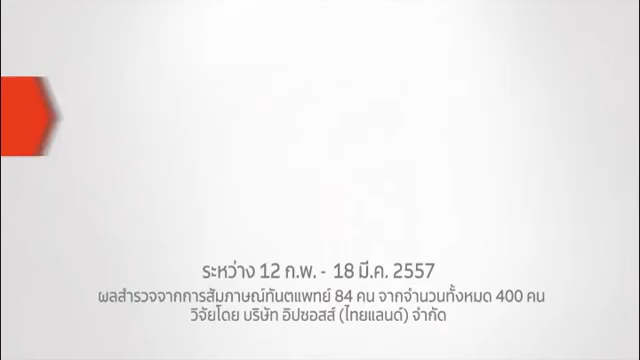 ระหว่าง 12 ก.พ. - 18 มี.ค. 2557
ผลสำรวจจากการสัมภาษณ์ทันตแพทย์ 84 คน จากจำนวนทั้งหมด 400 คน
วิจัยโดย บริษัท อิปซอสส์ (ไทยแลนด์) จำกัด